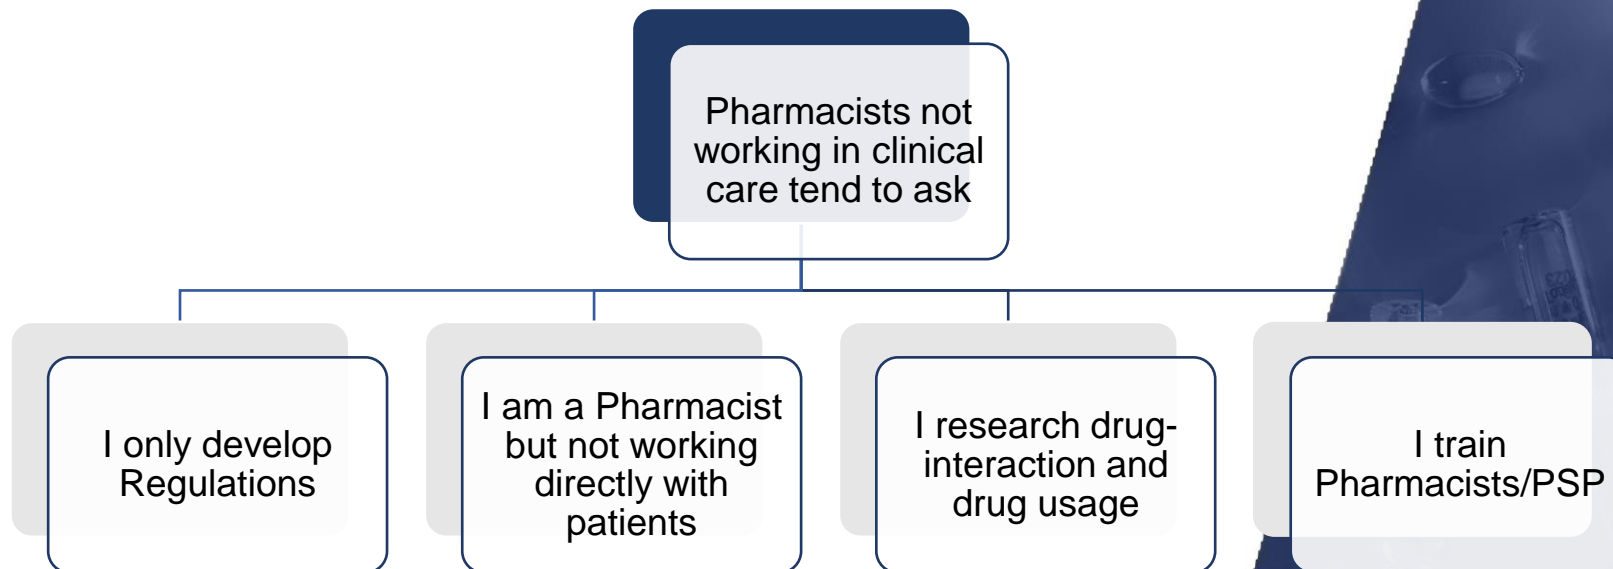 Pharmacists not
working in clinical
care tend to ask
I only develop
Regulations
I am a Pharmacist
but not working
directly with
patients
I research drug-
interaction and
drug usage
I train
Pharmacists/PSP